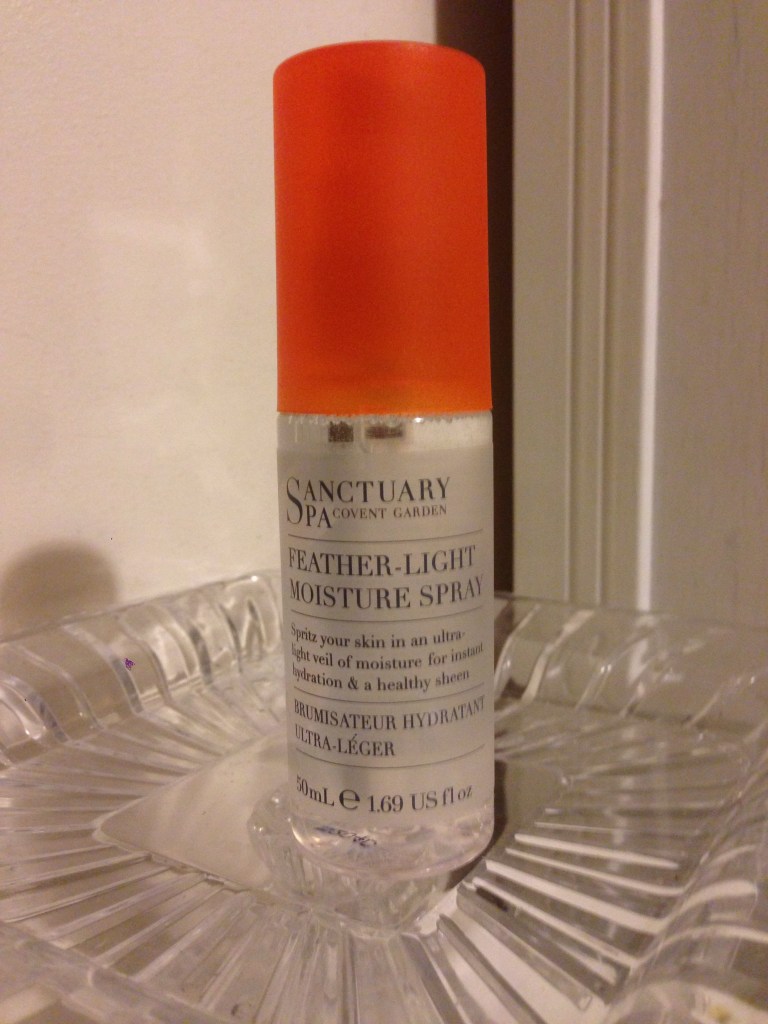 SANCTUARY
SPA COVENT GARDEN
FEATHER-LIGHT
MOISTURE SPRAY
Spritz your skin in an ultra-
light veil of moisture for instant
hydration & a healthy sheen
BRUMISATEUR HYDRATANT
ULTRA-LÉGER
50mL ℮ 1.69 US fl oz